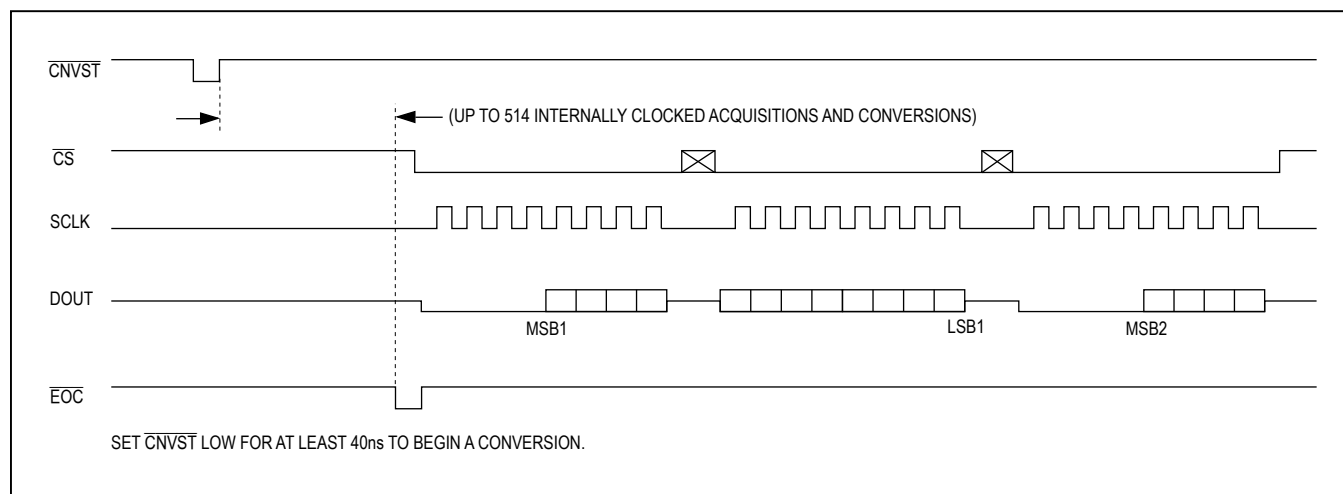 CNVST
(UP TO 514 INTERNALLY CLOCKED ACQUISITIONS AND CONVERSIONS)
CS
SCLK
DOUT
MSB1
LSB1
MSB2
EOC
SET CNVST LOW FOR AT LEAST 40ns TO BEGIN A CONVERSION.